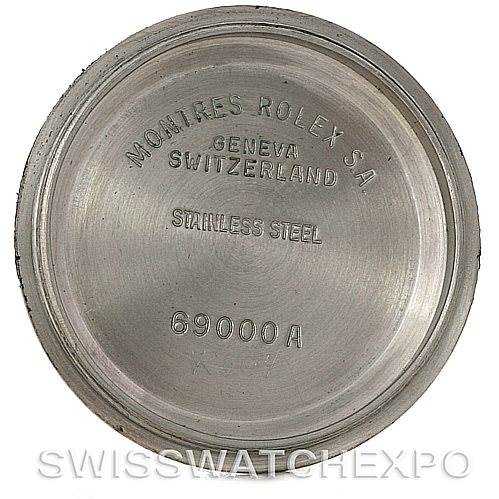 MONTRES ROLEX S.A.
GENEVA
SWITZERLAND
STAINLESS STEEL
69000A
SWISSWATCHEXPO